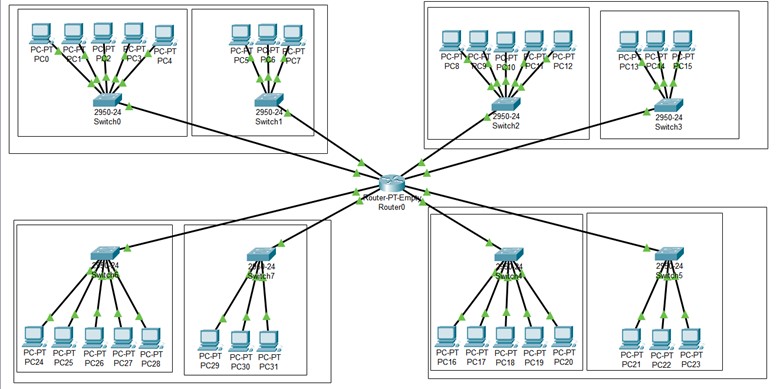 PC-PT PC-PT PC-PT PC-PT PC-PT
PC0 PC1 PC2 PC3 PC4
2950-24
Switch0
PC-PT PC-PT PC-PT
PC5 PC6 PC7
2950-24
Switch1
PC-PT PC-PT PC-PT PC-PT PC-PT
PC8 PC9 PC10 PC11 PC12
2950-24
Switch2
PC-PT PC-PT PC-PT
PC13 PC14 PC15
2950-24
Switch3
Router-PT-Empty
Router0
2950-24
Switch6
PC-PT PC-PT PC-PT PC-PT PC-PT
PC24 PC25 PC26 PC27 PC28
2950-24
Switch7
PC-PT PC-PT PC-PT
PC29 PC30 PC31
2950-24
Switch4
PC-PT PC-PT PC-PT PC-PT PC-PT
PC16 PC17 PC18 PC19 PC20
2950-24
Switch5
PC-PT PC-PT PC-PT
PC21 PC22 PC23